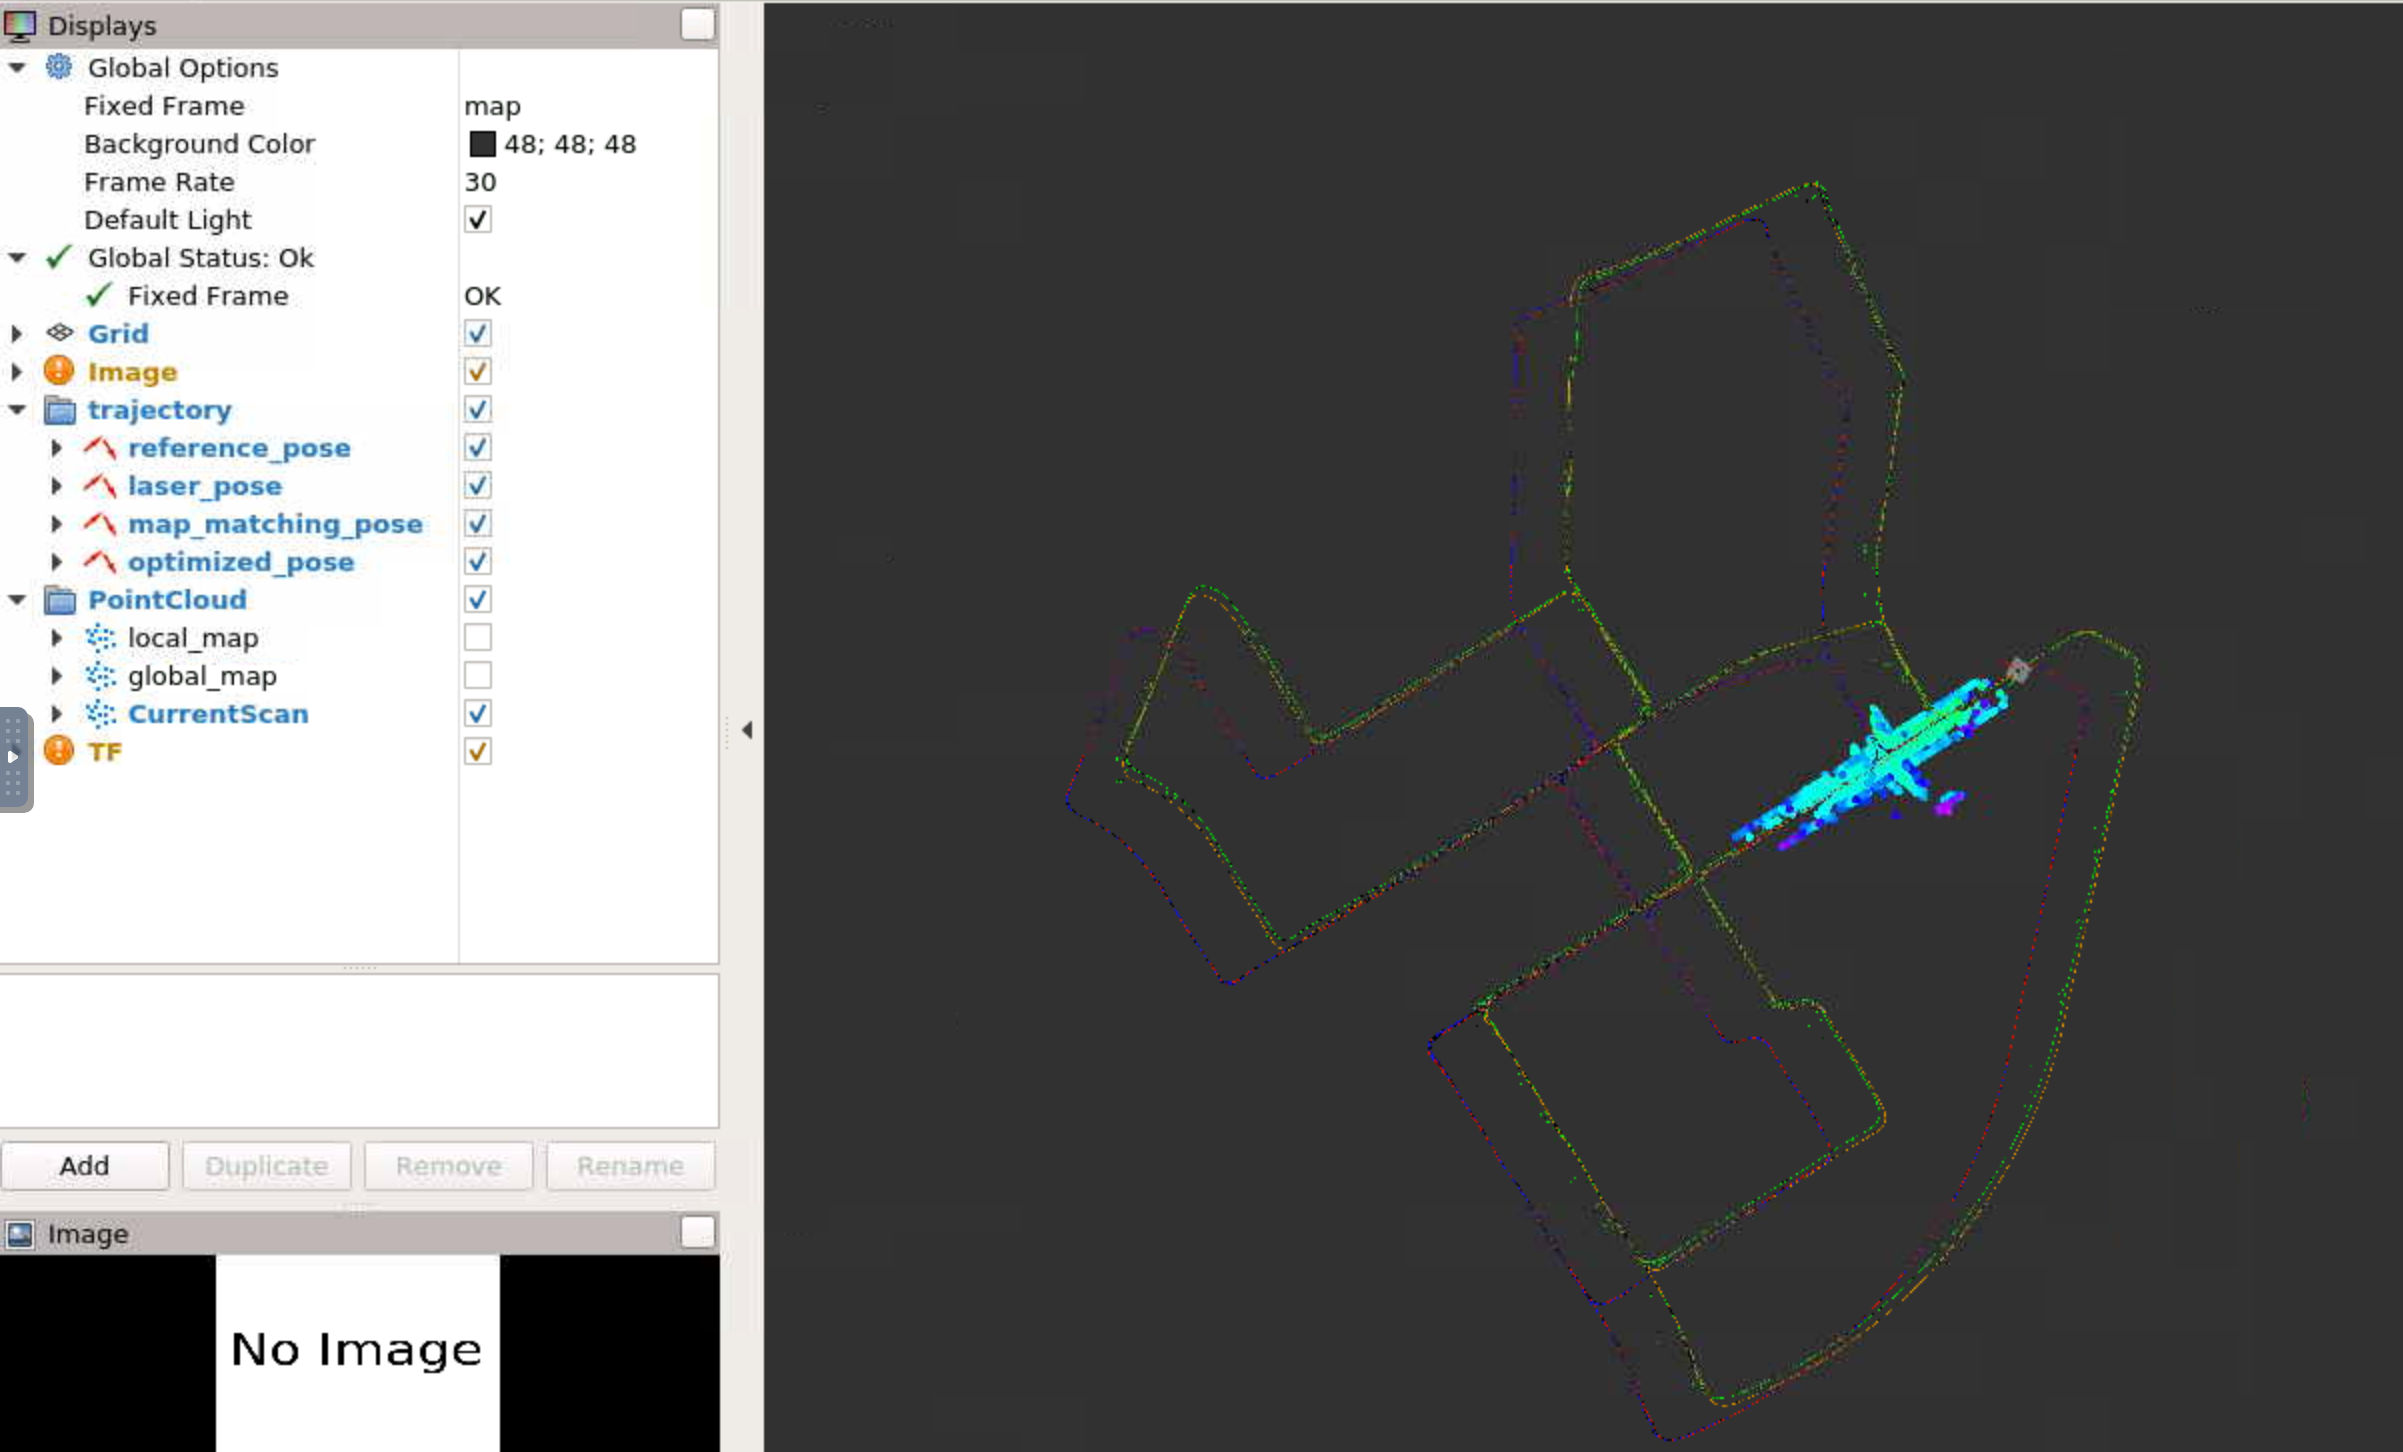 Displays
Global Options
Fixed Frame map
Background Color 48; 48; 48
Frame Rate 30
Default Light
Global Status: Ok
Fixed Frame OK
Grid
Image
trajectory
reference_pose
laser_pose
map_matching_pose
optimized_pose
PointCloud
local_map
global_map
CurrentScan
TF
Add Duplicate Remove Rename
Image
No Image